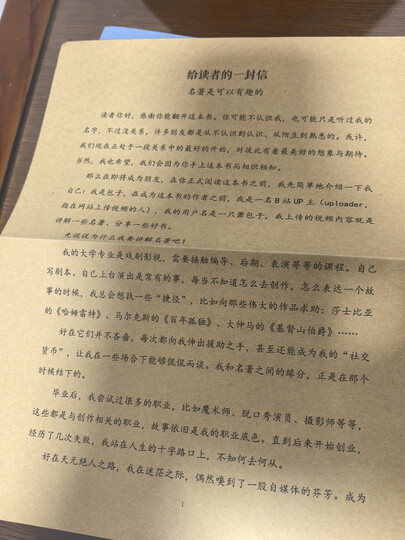 给读者的一封信
名著是可以有趣的
读者你好，感谢你能翻开这本书。你可能不认识我，也可能只是听过我的
名字，不过没关系，许多朋友都是从不认识到认识、从陌生到熟悉的。或许，
我们现在正处于一段关系中的最好的开始，对彼此有着最美好的想象与期待。
当然，我也希望，我们会因为你手上这本书而相识相知。
那么在即将成为朋友，在你正式阅读这本书之前，我先简单地介绍一下我
自己：我是包子，在成为这本书的作者之前，我是一名B站UP主（uploader，
指在网站上传视频的人），我的用户名是一只萧包子，我上传的视频内容就是
讲解一些名著、分享一些好书。
先说说为什么我要讲解名著吧！
我的大学专业是戏剧影视，需要接触编导、后期、表演等等的课程。自己
写剧本、自己上台演出是常有的事，每当不知道怎么去创作、怎么表达一个故
事的时候，我总会想找一些“捷径”，比如向那些伟大的作品求助：莎士比亚
的《哈姆雷特》、马尔克斯的《百年孤独》、大仲马的《基督山伯爵》……
好在它们并不吝啬，每次都向我伸出援助之手，甚至还能成为我的“社交
货币”，让我在一些场合下能够侃侃而谈。我和名著之间的缘分，正是在那个
时候结下的。
毕业后，我尝试过很多的职业，比如魔术师、脱口秀演员、摄影师等等，
这些都是与创作相关的职业，故事依旧是我的职业底色。直到后来开始创业，
经历了几次失败，我站在人生的十字路口上，不知何去何从。
好在天无绝人之路，我在迷茫之际，偶然嗅到了一股自媒体的芬芳。成为
1